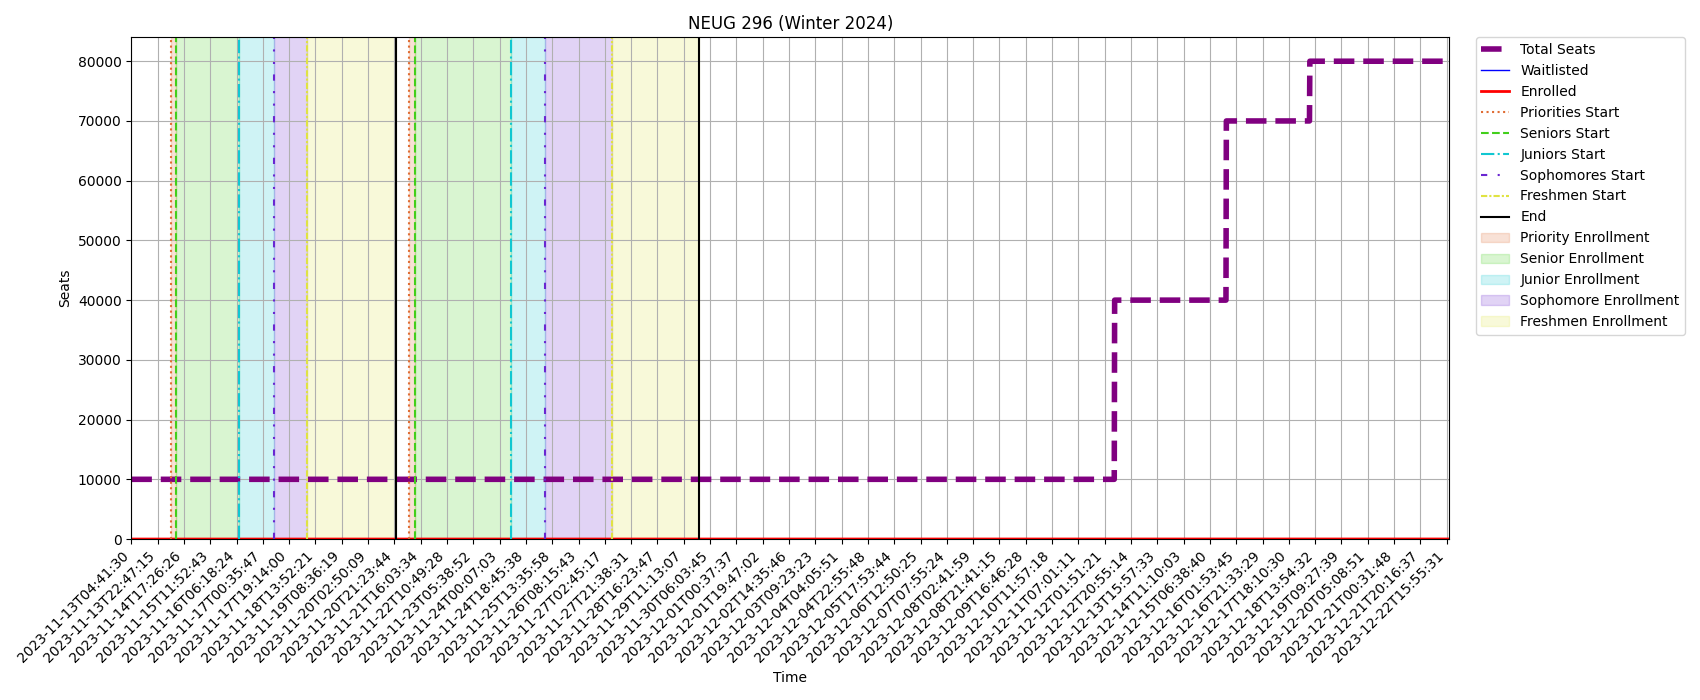 NEUG 296 (Winter 2024)
Seats
80000
70000
60000
50000
40000
30000
20000
10000
0
2023-11-13T04:41:30
2023-11-13T22:47:15
2023-11-14T17:26:26
2023-11-15T11:52:43
2023-11-16T06:18:24
2023-11-17T00:35:47
2023-11-17T19:14:00
2023-11-18T13:52:21
2023-11-19T08:36:19
2023-11-20T02:50:09
2023-11-20T21:23:44
2023-11-21T16:03:34
2023-11-22T10:49:28
2023-11-23T05:38:52
2023-11-24T00:07:03
2023-11-24T18:45:38
2023-11-25T13:35:58
2023-11-26T08:15:43
2023-11-27T02:45:17
2023-11-27T21:38:31
2023-11-28T16:23:47
2023-11-29T11:13:07
2023-11-30T06:03:45
2023-12-01T00:37:37
2023-12-01T19:47:02
2023-12-02T14:35:46
2023-12-03T09:23:23
2023-12-04T04:05:51
2023-12-04T22:55:48
2023-12-05T17:53:44
2023-12-06T12:50:25
2023-12-07T07:55:24
2023-12-08T02:41:59
2023-12-08T21:41:15
2023-12-09T16:46:28
2023-12-10T11:57:18
2023-12-11T07:01:11
2023-12-12T01:51:21
2023-12-12T20:55:14
2023-12-13T15:57:33
2023-12-14T11:10:03
2023-12-15T06:38:40
2023-12-16T01:53:45
2023-12-16T21:33:29
2023-12-17T18:10:30
2023-12-18T13:54:32
2023-12-19T09:27:39
2023-12-20T05:08:51
2023-12-21T00:31:48
2023-12-21T20:16:37
2023-12-22T15:55:31
Time
Total Seats
Waitlisted
Enrolled
Priorities Start
Seniors Start
Juniors Start
Sophomores Start
Freshmen Start
End
Priority Enrollment
Senior Enrollment
Junior Enrollment
Sophomore Enrollment
Freshmen Enrollment